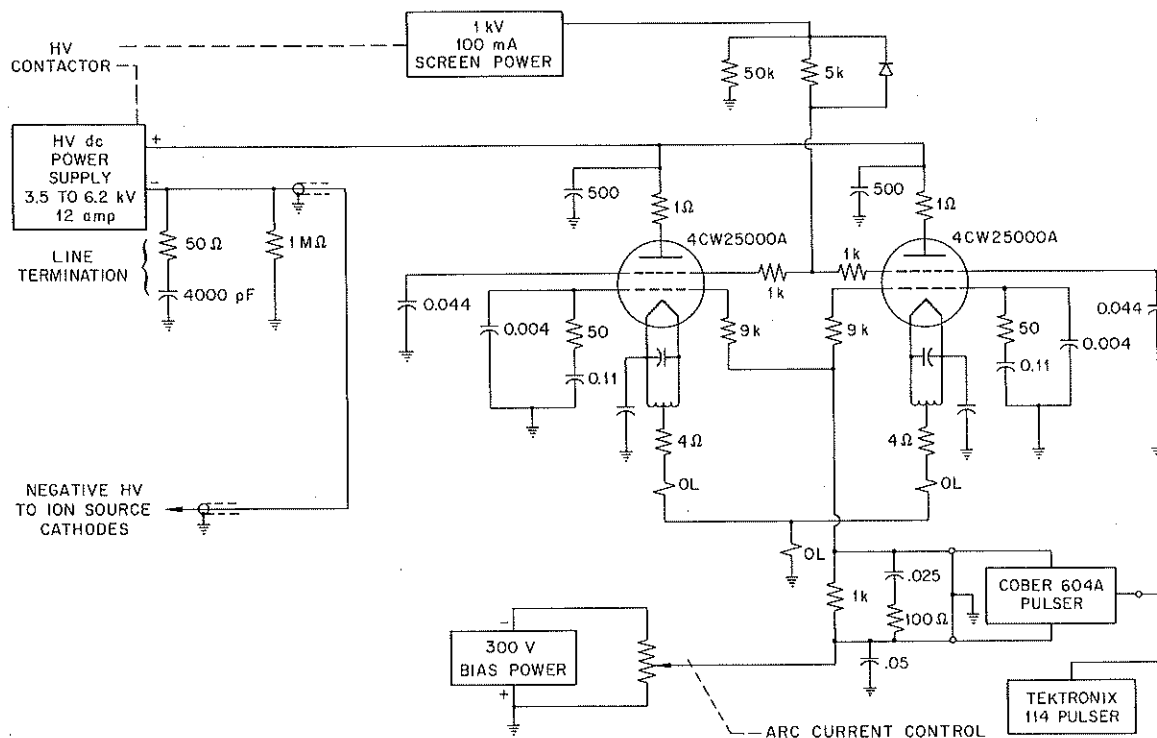 1 kV
100 mA
SCREEN POWER
HV
CONTACTOR
50k
5k
HV dc
POWER
SUPPLY
3.5 TO 6.2 kV
12 amp
+
–
500
1Ω
500
1Ω
4CW25000A
4CW25000A
LINE
TERMINATION
50Ω
4000 pF
1 MΩ
1k
1k
0.044
0.004
50
0.11
9k
9k
50
0.11
0.004
0.044
4Ω
4Ω
OL
OL
OL
NEGATIVE HV
TO ION SOURCE
CATHODES
1k
.025
100Ω
.05
COBER 604A
PULSER
–
300 V
BIAS POWER
+
TEKTRONIX
114 PULSER
ARC CURRENT CONTROL